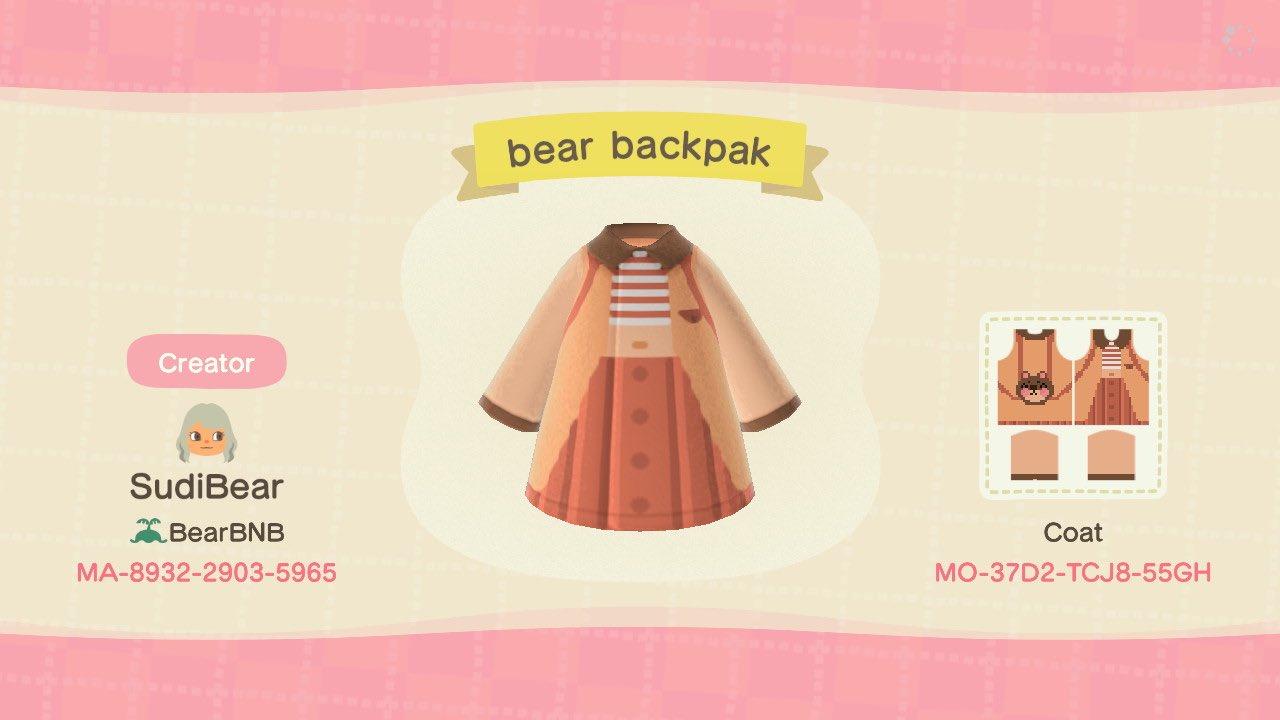 bear backpak
Creator
SudiBear
BearBNB
MA-8932-2903-5965
Coat
MO-37D2-TCJ8-55GH